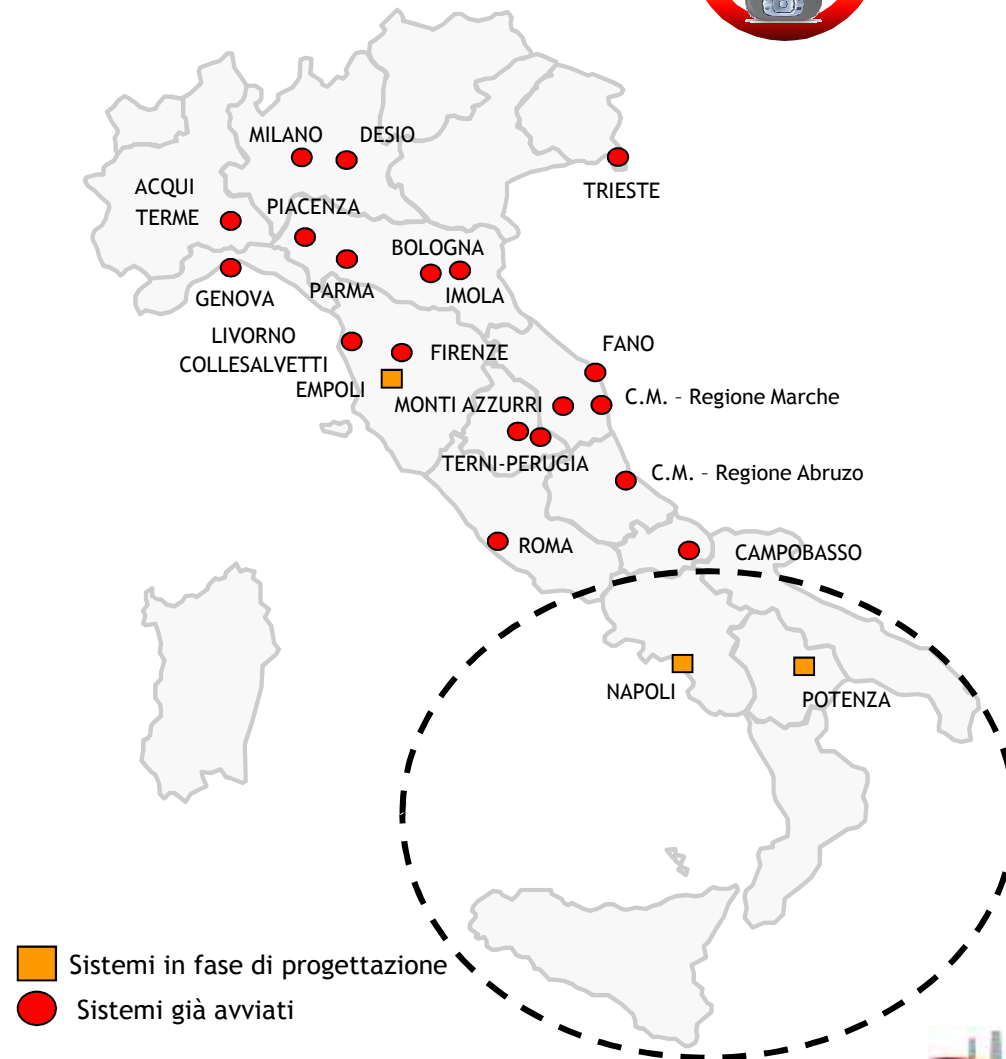 MILANO
DESIO
ACQUI
TERME
TRIESTE
PIACENZA
BOLOGNA
PARMA
IMOLA
GENOVA
LIVORNO
COLLESALVETTI
FIRENZE
FANO
EMPOLI
MONTI AZZURRI
C.M. – Regione Marche
TERNI-PERUGIA
C.M. – Regione Abruzo
ROMA
CAMPOBASSO
NAPOLI
POTENZA
Sistemi in fase di progettazione
Sistemi già avviati